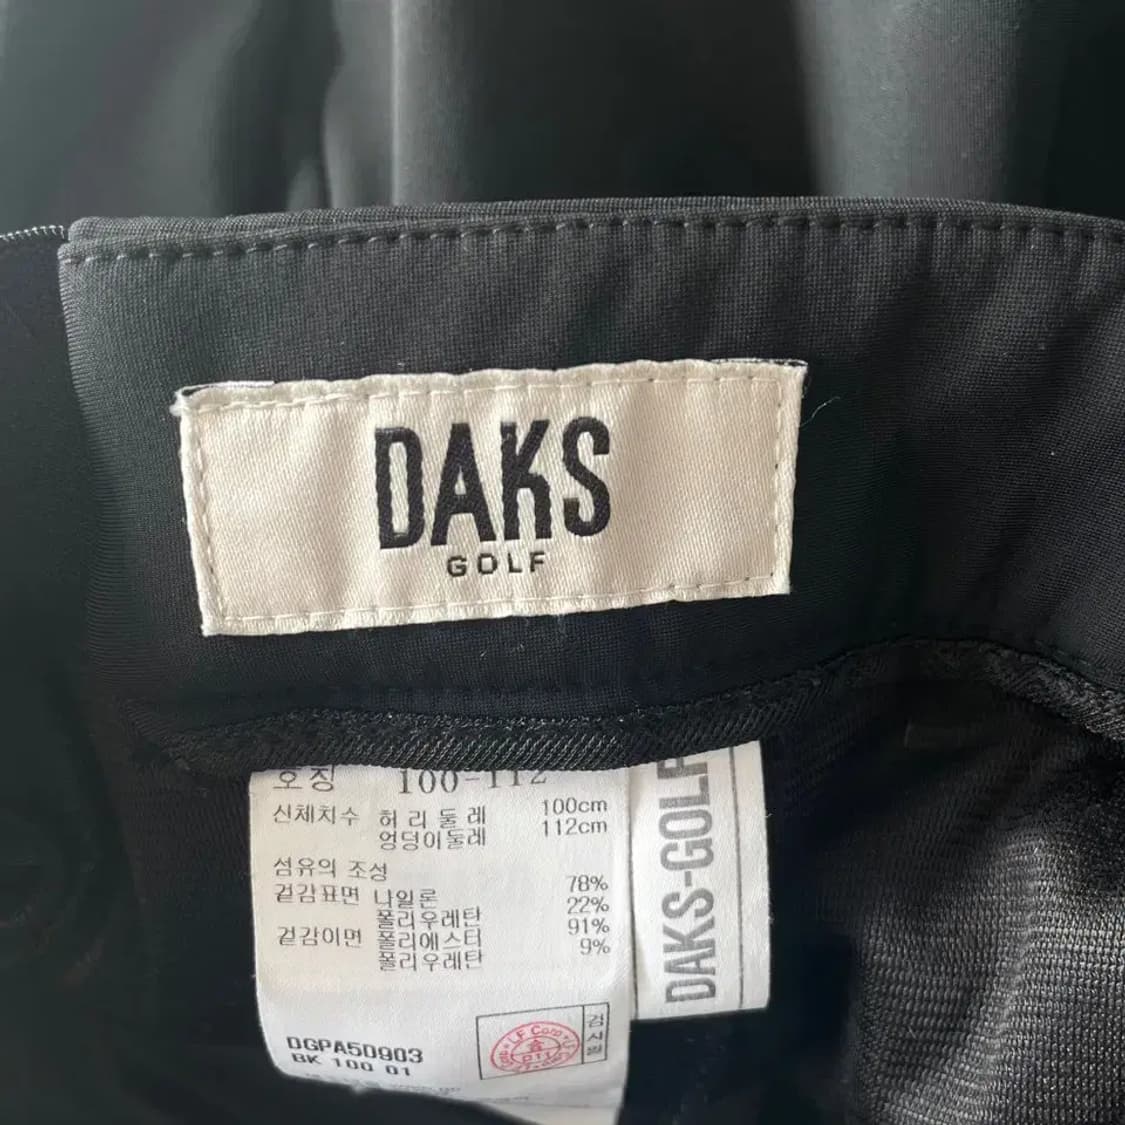 DAKS
GOLF
호칭 100-112
신체치수 허리둘레 100cm
엉덩이둘레 112cm
섬유의 조성
겉감표면 나일론 78%
폴리우레탄 22%
겉감이면 폴리에스터 91%
폴리우레탄 9%
DGPA5D903
BK 100 01
검사필
LF Corp
DAKS-GOLF